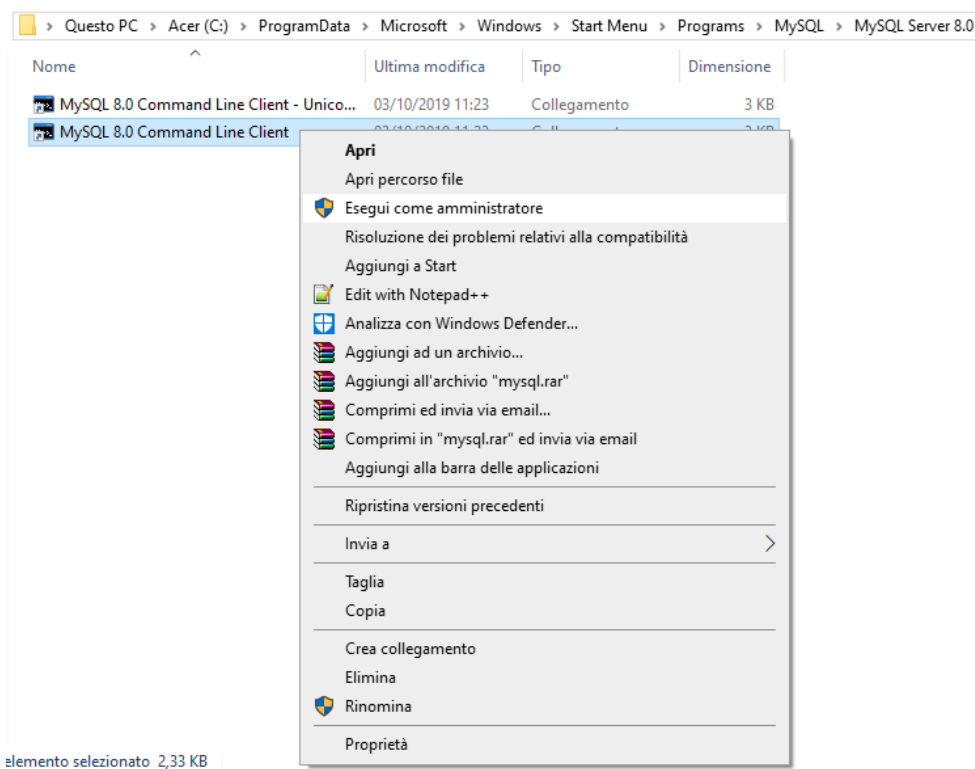 Questo PC > Acer (C:) > ProgramData > Microsoft > Windows > Start Menu > Programs > MySQL > MySQL Server 8.0
Nome Ultima modifica Tipo Dimensione
MySQL 8.0 Command Line Client - Unico... 03/10/2019 11:23 Collegamento 3 KB
MySQL 8.0 Command Line Client
Apri
Apri percorso file
Esegui come amministratore
Risoluzione dei problemi relativi alla compatibilità
Aggiungi a Start
Edit with Notepad++
Analizza con Windows Defender...
Aggiungi ad un archivio...
Aggiungi all'archivio "mysql.rar"
Comprimi ed invia via email...
Comprimi in "mysql.rar" ed invia via email
Aggiungi alla barra delle applicazioni
Ripristina versioni precedenti
Invia a
Taglia
Copia
Crea collegamento
Elimina
Rinomina
Proprietà
elemento selezionato 2,33 KB